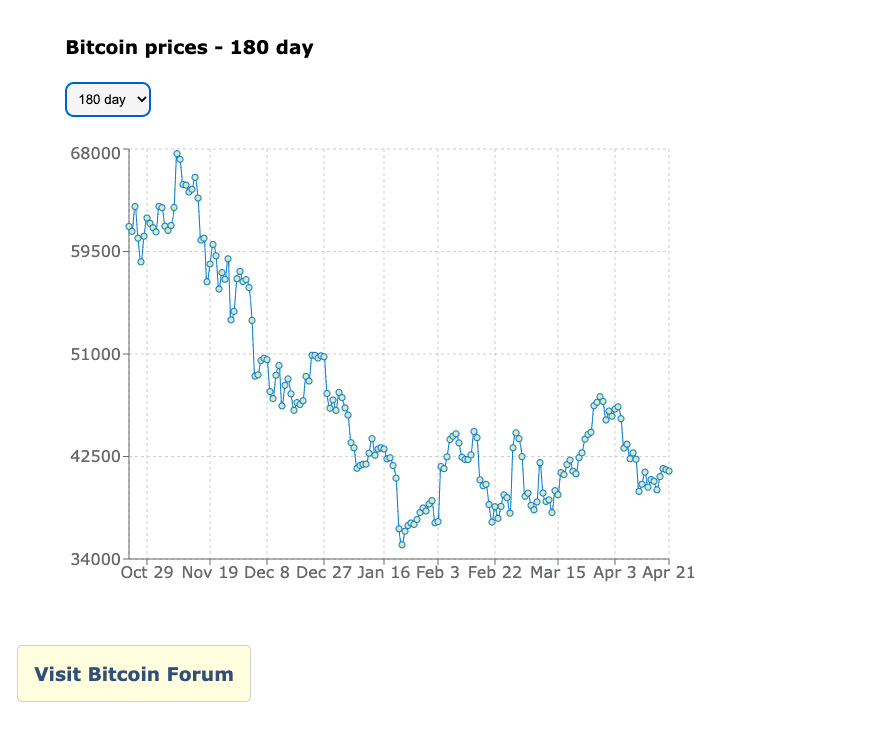 Bitcoin prices - 180 day
180 day
68000
59500
51000
42500
34000
Oct 29 Nov 19 Dec 8 Dec 27 Jan 16 Feb 3 Feb 22 Mar 15 Apr 3 Apr 21
Visit Bitcoin Forum